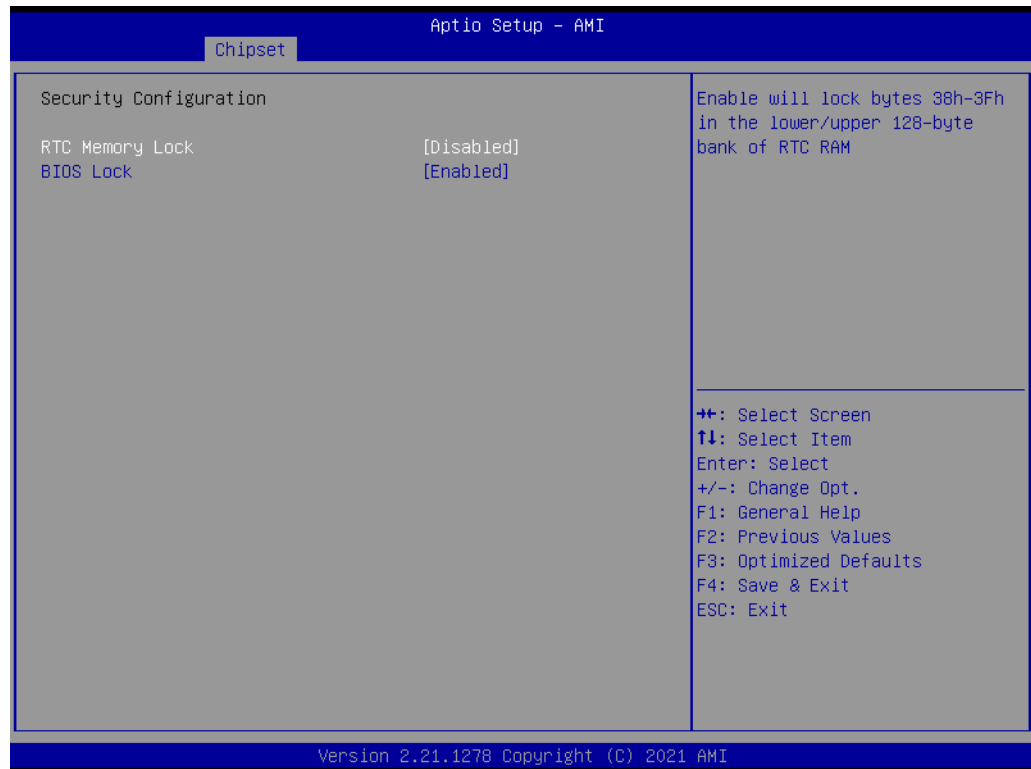 Aptio Setup – AMI
Chipset
Security Configuration
RTC Memory Lock [Disabled]
BIOS Lock [Enabled]
Enable will lock bytes 38h-3Fh
in the lower/upper 128-byte
bank of RTC RAM
→←: Select Screen
↑↓: Select Item
Enter: Select
+/-: Change Opt.
F1: General Help
F2: Previous Values
F3: Optimized Defaults
F4: Save & Exit
ESC: Exit
Version 2.21.1278 Copyright (C) 2021 AMI